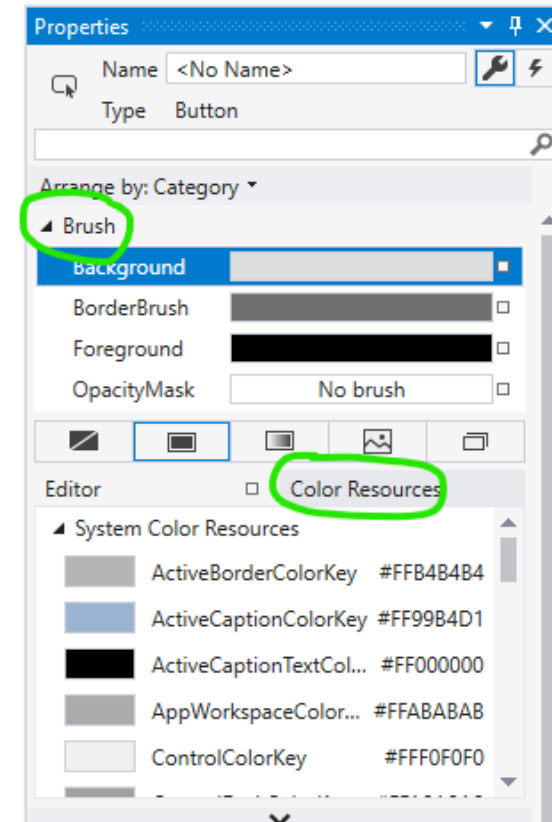 Properties
Name <No Name>
Type Button
Arrange by: Category
Brush
Background
BorderBrush
Foreground
OpacityMask No brush
Editor Color Resources
System Color Resources
ActiveBorderColorKey #FFB4B4B4
ActiveCaptionColorKey #FF99B4D1
ActiveCaptionTextCol... #FF000000
AppWorkspaceColor... #FFABABAB
ControlColorKey #FFF0F0F0